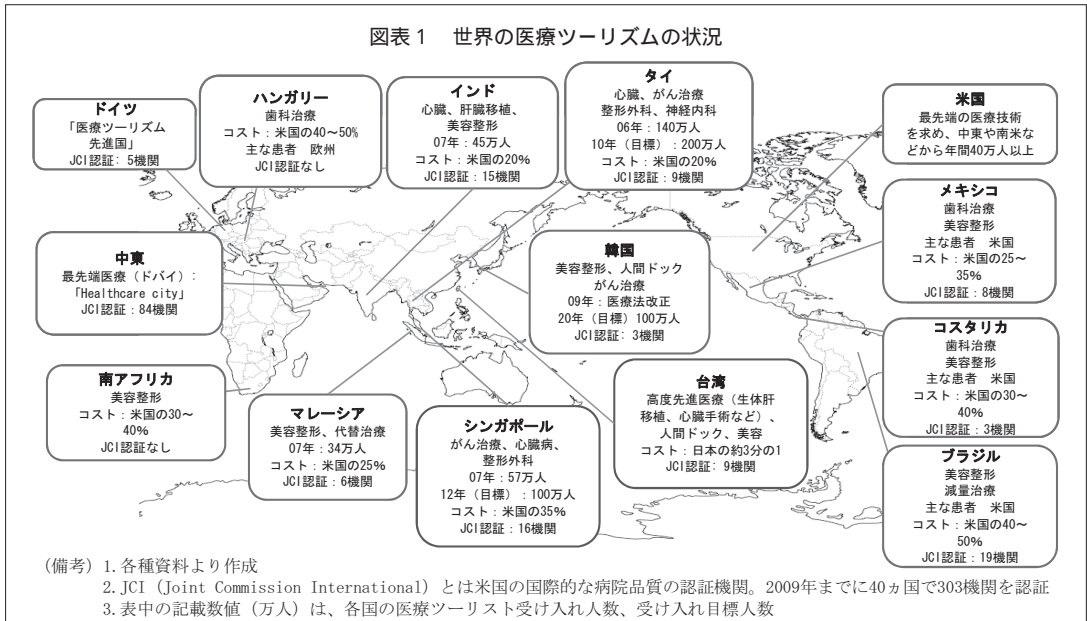 図表1 世界の医療ツーリズムの状況
ドイツ
「医療ツーリズム
先進国」
JCI認証: 5機関
ハンガリー
歯科治療
コスト：米国の40～50%
主な患者 欧州
JCI認証なし
インド
心臓、肝臓移植、
美容整形
07年：45万人
コスト：米国の20%
JCI認証：15機関
タイ
心臓、がん治療
整形外科、神経内科
06年：140万人
10年（目標）：200万人
コスト：米国の20%
JCI認証：9機関
米国
最先端の医療技術
を求め、中東や南米な
どから年間40万人以上
中東
最先端医療（ドバイ）：
「Healthcare city」
JCI認証：84機関
韓国
美容整形、人間ドック
がん治療
09年：医療法改正
20年（目標）100万人
JCI認証: 3機関
メキシコ
歯科治療
美容整形
主な患者 米国
コスト：米国の25～
35%
JCI認証：8機関
南アフリカ
美容整形
コスト：米国の30～
40%
JCI認証なし
マレーシア
美容整形、代替治療
07年：34万人
コスト：米国の25%
JCI認証：6機関
シンガポール
がん治療、心臓病、
整形外科
07年：57万人
12年（目標）：100万人
コスト：米国の35%
JCI認証：16機関
台湾
高度先進医療（生体肝
移植、心臓手術など）、
人間ドック、美容
コスト：日本の約3分の1
JCI認証: 9機関
コスタリカ
歯科治療
美容整形
主な患者 米国
コスト：米国の30～
40%
JCI認証：3機関
ブラジル
美容整形
減量治療
主な患者 米国
コスト：米国の40～
50%
JCI認証：19機関
（備考）1. 各種資料より作成
2. JCI（Joint Commission International）とは米国の国際的な病院品質の認証機関。2009年までに40ヵ国で303機関を認証
3. 表中の記載数値（万人）は、各国の医療ツーリスト受け入れ人数、受け入れ目標人数